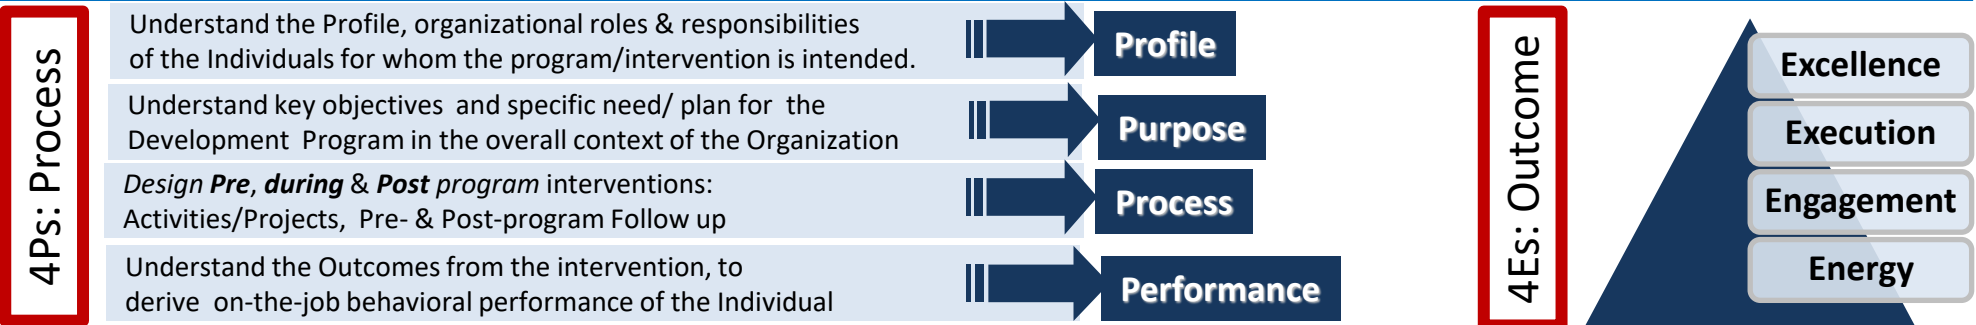 4Ps: Process
Understand the Profile, organizational roles & responsibilities
of the Individuals for whom the program/intervention is intended.
Profile
Understand key objectives and specific need/ plan for the
Development Program in the overall context of the Organization
Purpose
Design Pre, during & Post program interventions:
Activities/Projects, Pre- & Post-program Follow up
Process
Understand the Outcomes from the intervention, to
derive on-the-job behavioral performance of the Individual
Performance
4Es: Outcome
Excellence
Execution
Engagement
Energy